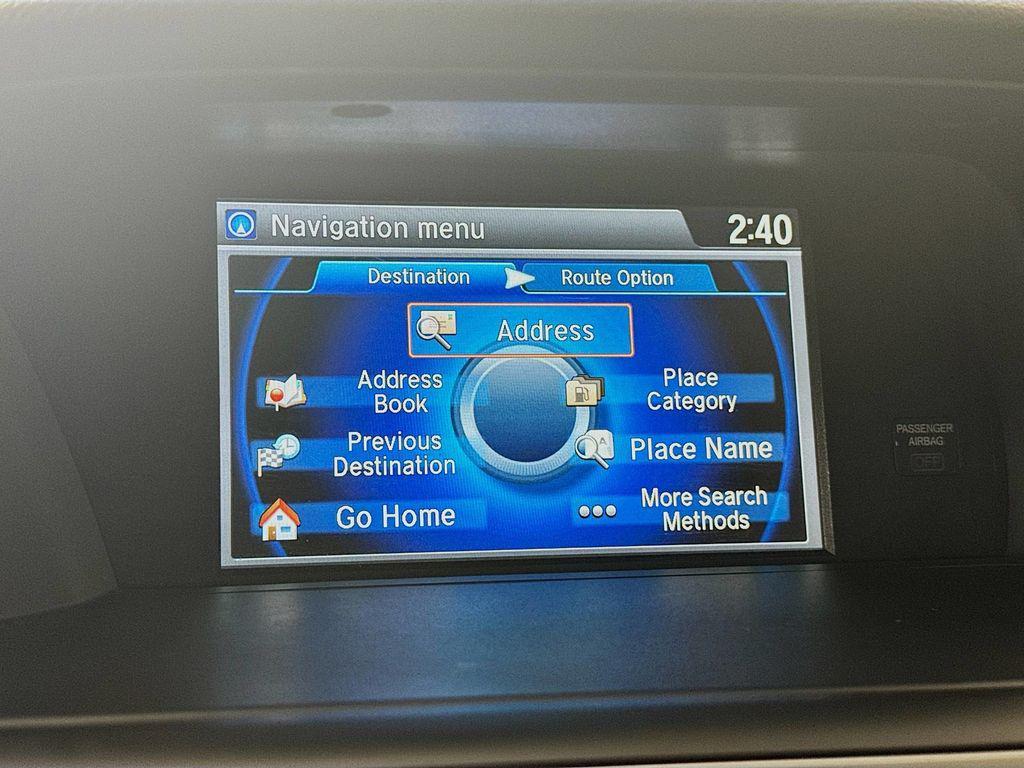 Navigation menu
2:40
Destination
Route Option
Address
Address
Book
Place
Category
Previous
Destination
Place Name
Go Home
More Search
Methods
PASSENGER
AIRBAG
OFF
A